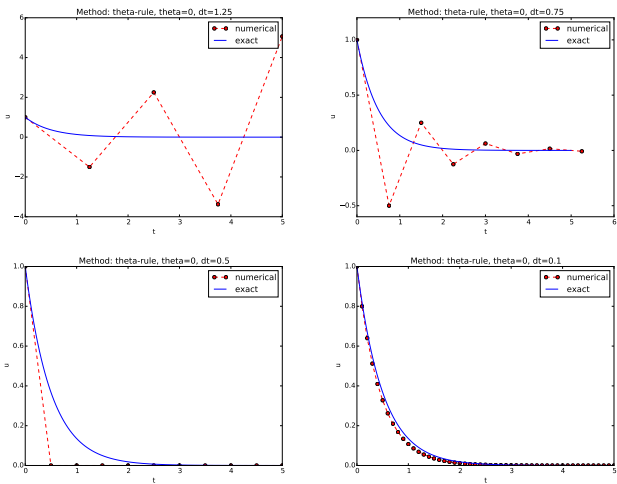 Method: theta-rule, theta=0, dt=1.25
6
4
2
0
−2
−4
u
0 1 2 3 4 5
t
numerical
exact
Method: theta-rule, theta=0, dt=0.75
1.0
0.5
0.0
−0.5
u
0 1 2 3 4 5 6
t
numerical
exact
Method: theta-rule, theta=0, dt=0.5
1.0
0.8
0.6
0.4
0.2
0.0
u
0 1 2 3 4 5
t
numerical
exact
Method: theta-rule, theta=0, dt=0.1
1.0
0.8
0.6
0.4
0.2
0.0
u
0 1 2 3 4 5
t
numerical
exact